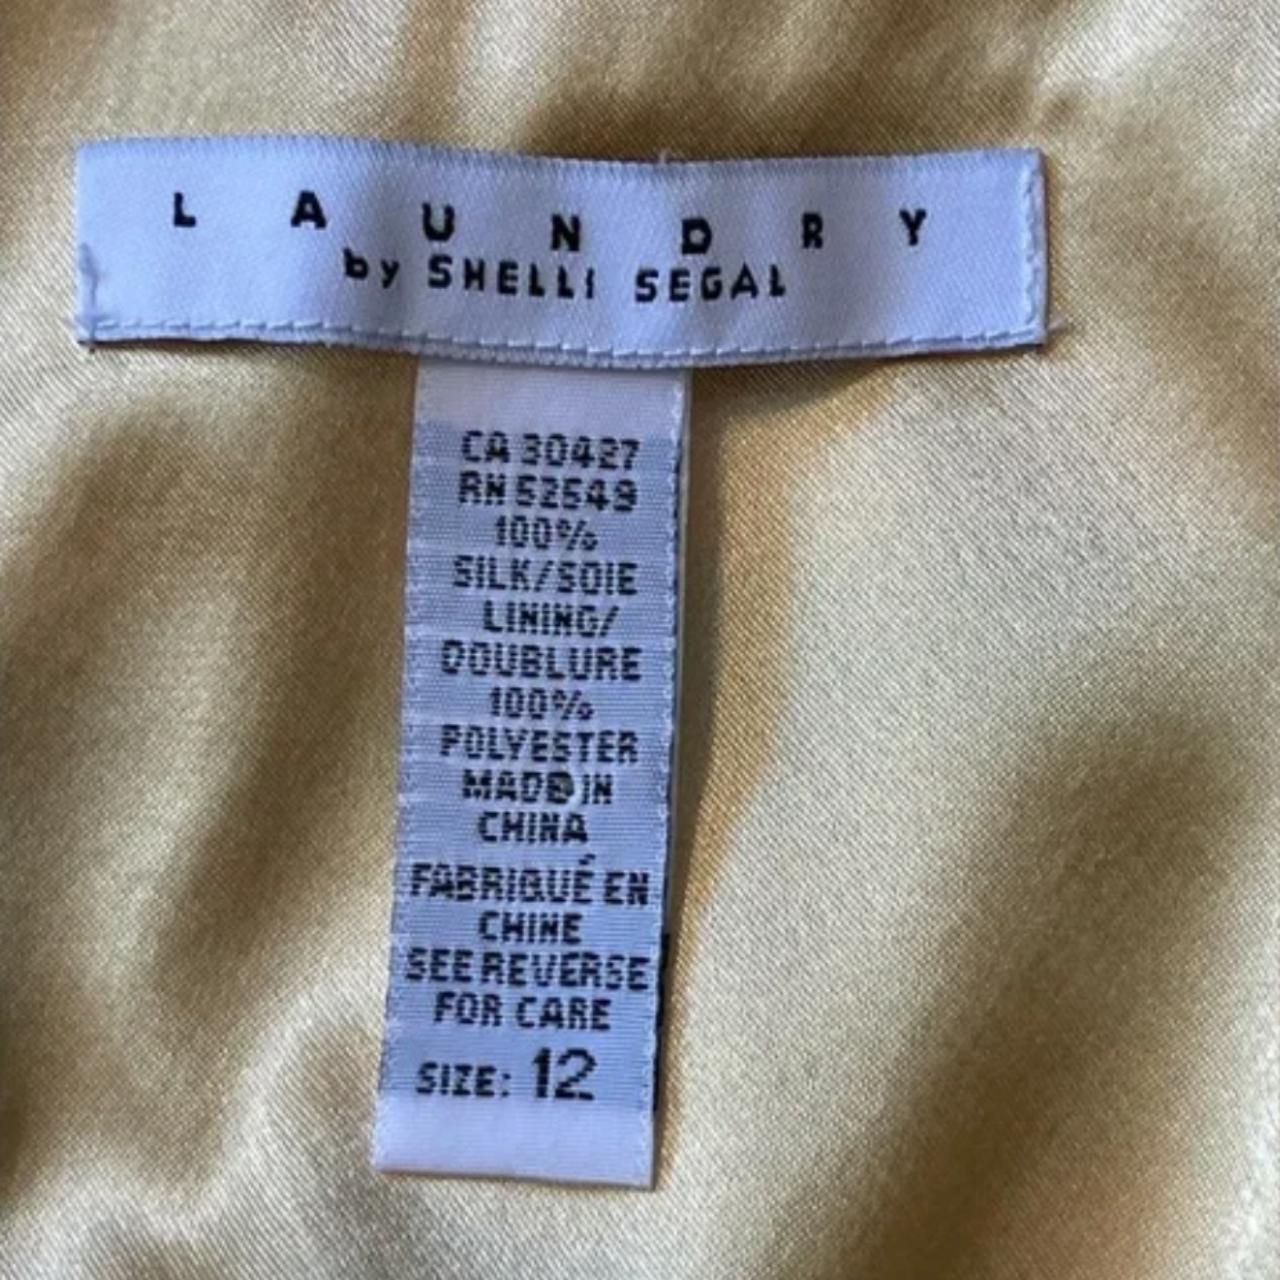 LAUNDRY
by SHELLI SEGAL
CA 30427
RN 52549
100%
SILK/SOIE
LINING/
DOUBLURE
100%
POLYESTER
MADE IN
CHINA
FABRIQUÉ EN
CHINE
SEE REVERSE
FOR CARE
SIZE: 12